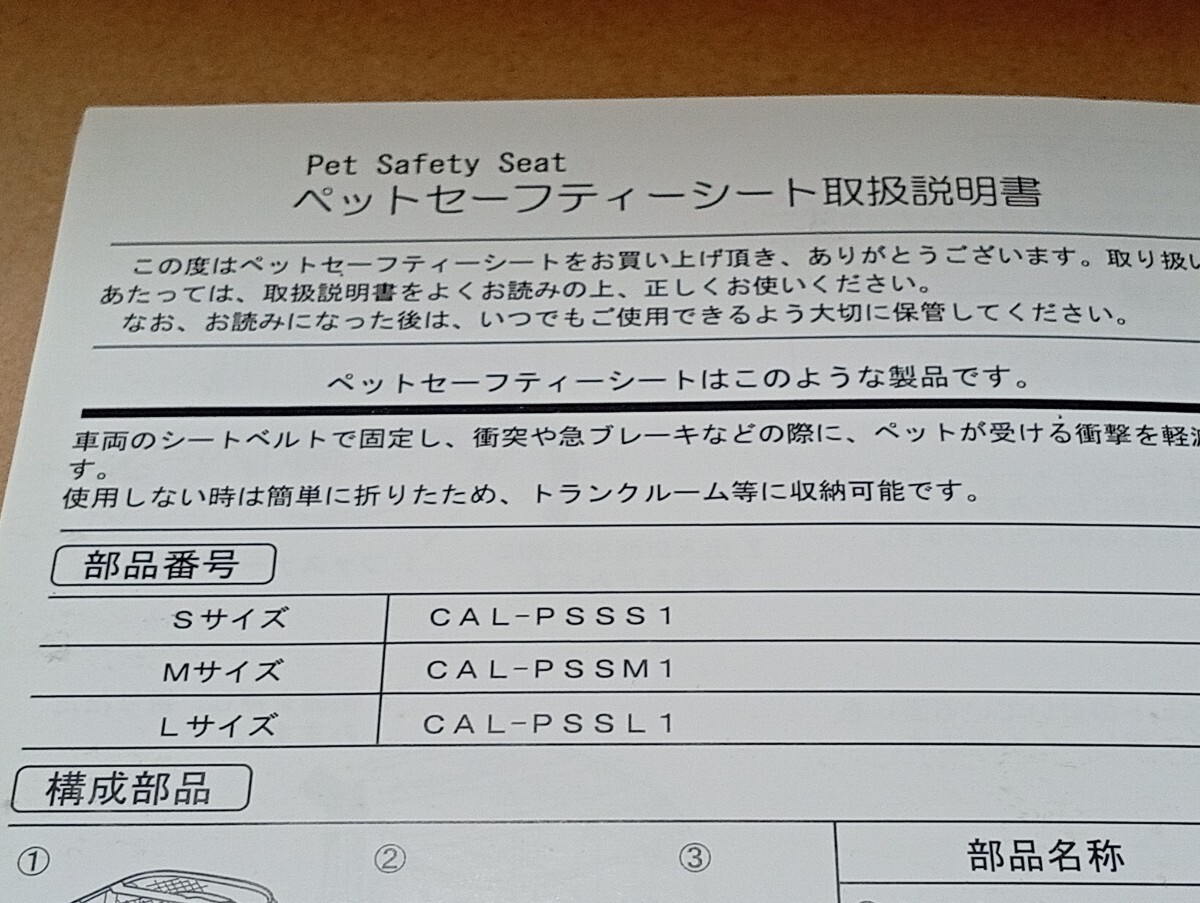 Pet Safety Seat
ペットセーフティーシート取扱説明書
この度はペットセーフティーシートをお買い上げ頂き、ありがとうございます。取り扱い
あたっては、取扱説明書をよくお読みの上、正しくお使いください。
なお、お読みになった後は、いつでもご使用できるよう大切に保管してください。
ペットセーフティーシートはこのような製品です。
車両のシートベルトで固定し、衝突や急ブレーキなどの際に、ペットが受ける衝撃を軽減
す。
使用しない時は簡単に折りたため、トランクルーム等に収納可能です。
部品番号
Sサイズ CAL-PSSS1
Mサイズ CAL-PSSM1
Lサイズ CAL-PSSL1
構成部品
① ② ③ 部品名称